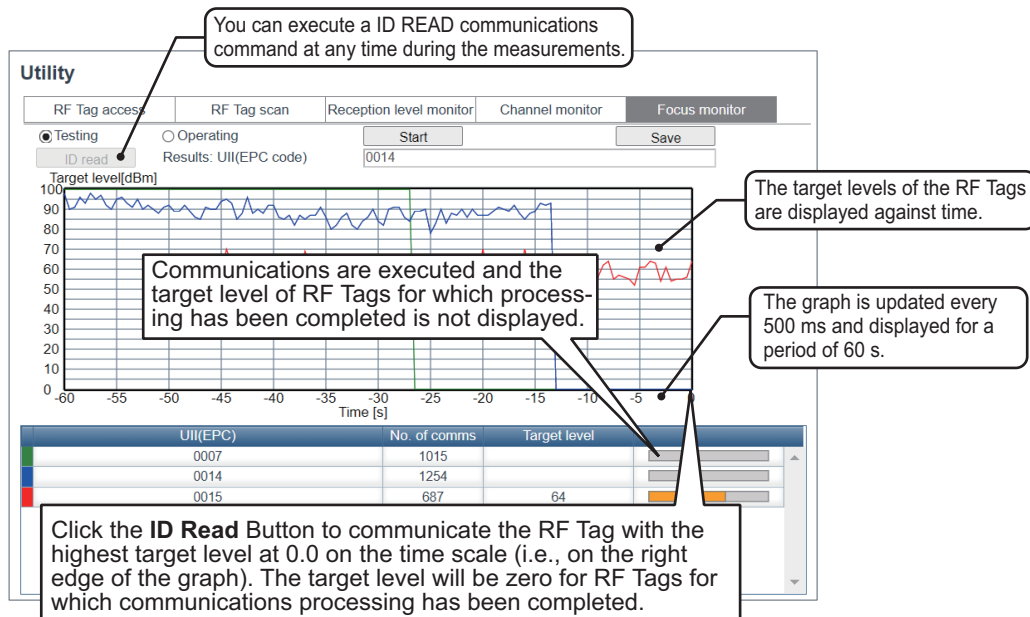 You can execute a ID READ communications
command at any time during the measurements.
Utility
RF Tag access RF Tag scan Reception level monitor Channel monitor Focus monitor
Testing Operating Start Save
ID read Results: UII(EPC code) 0014
Target level[dBm]
100
90
80
70
60
50
40
30
20
10
0
-60 -55 -50 -45 -40 -35 -30 -25 -20 -15 -10 -5 0
Time [s]
The target levels of the RF Tags
are displayed against time.
Communications are executed and the
target level of RF Tags for which process-
ing has been completed is not displayed.
The graph is updated every
500 ms and displayed for a
period of 60 s.
UII(EPC) No. of comms Target level
0007 1015
0014 1254
0015 687 64
Click the ID Read Button to communicate the RF Tag with the
highest target level at 0.0 on the time scale (i.e., on the right
edge of the graph). The target level will be zero for RF Tags for
which communications processing has been completed.